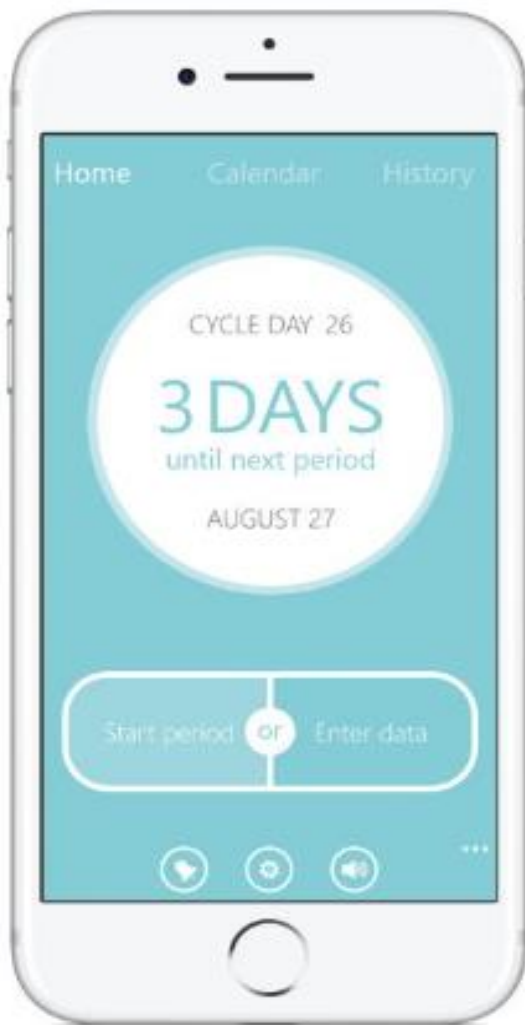 Home Calendar History
CYCLE DAY 26
3 DAYS
until next period
AUGUST 27
Start period or Enter data